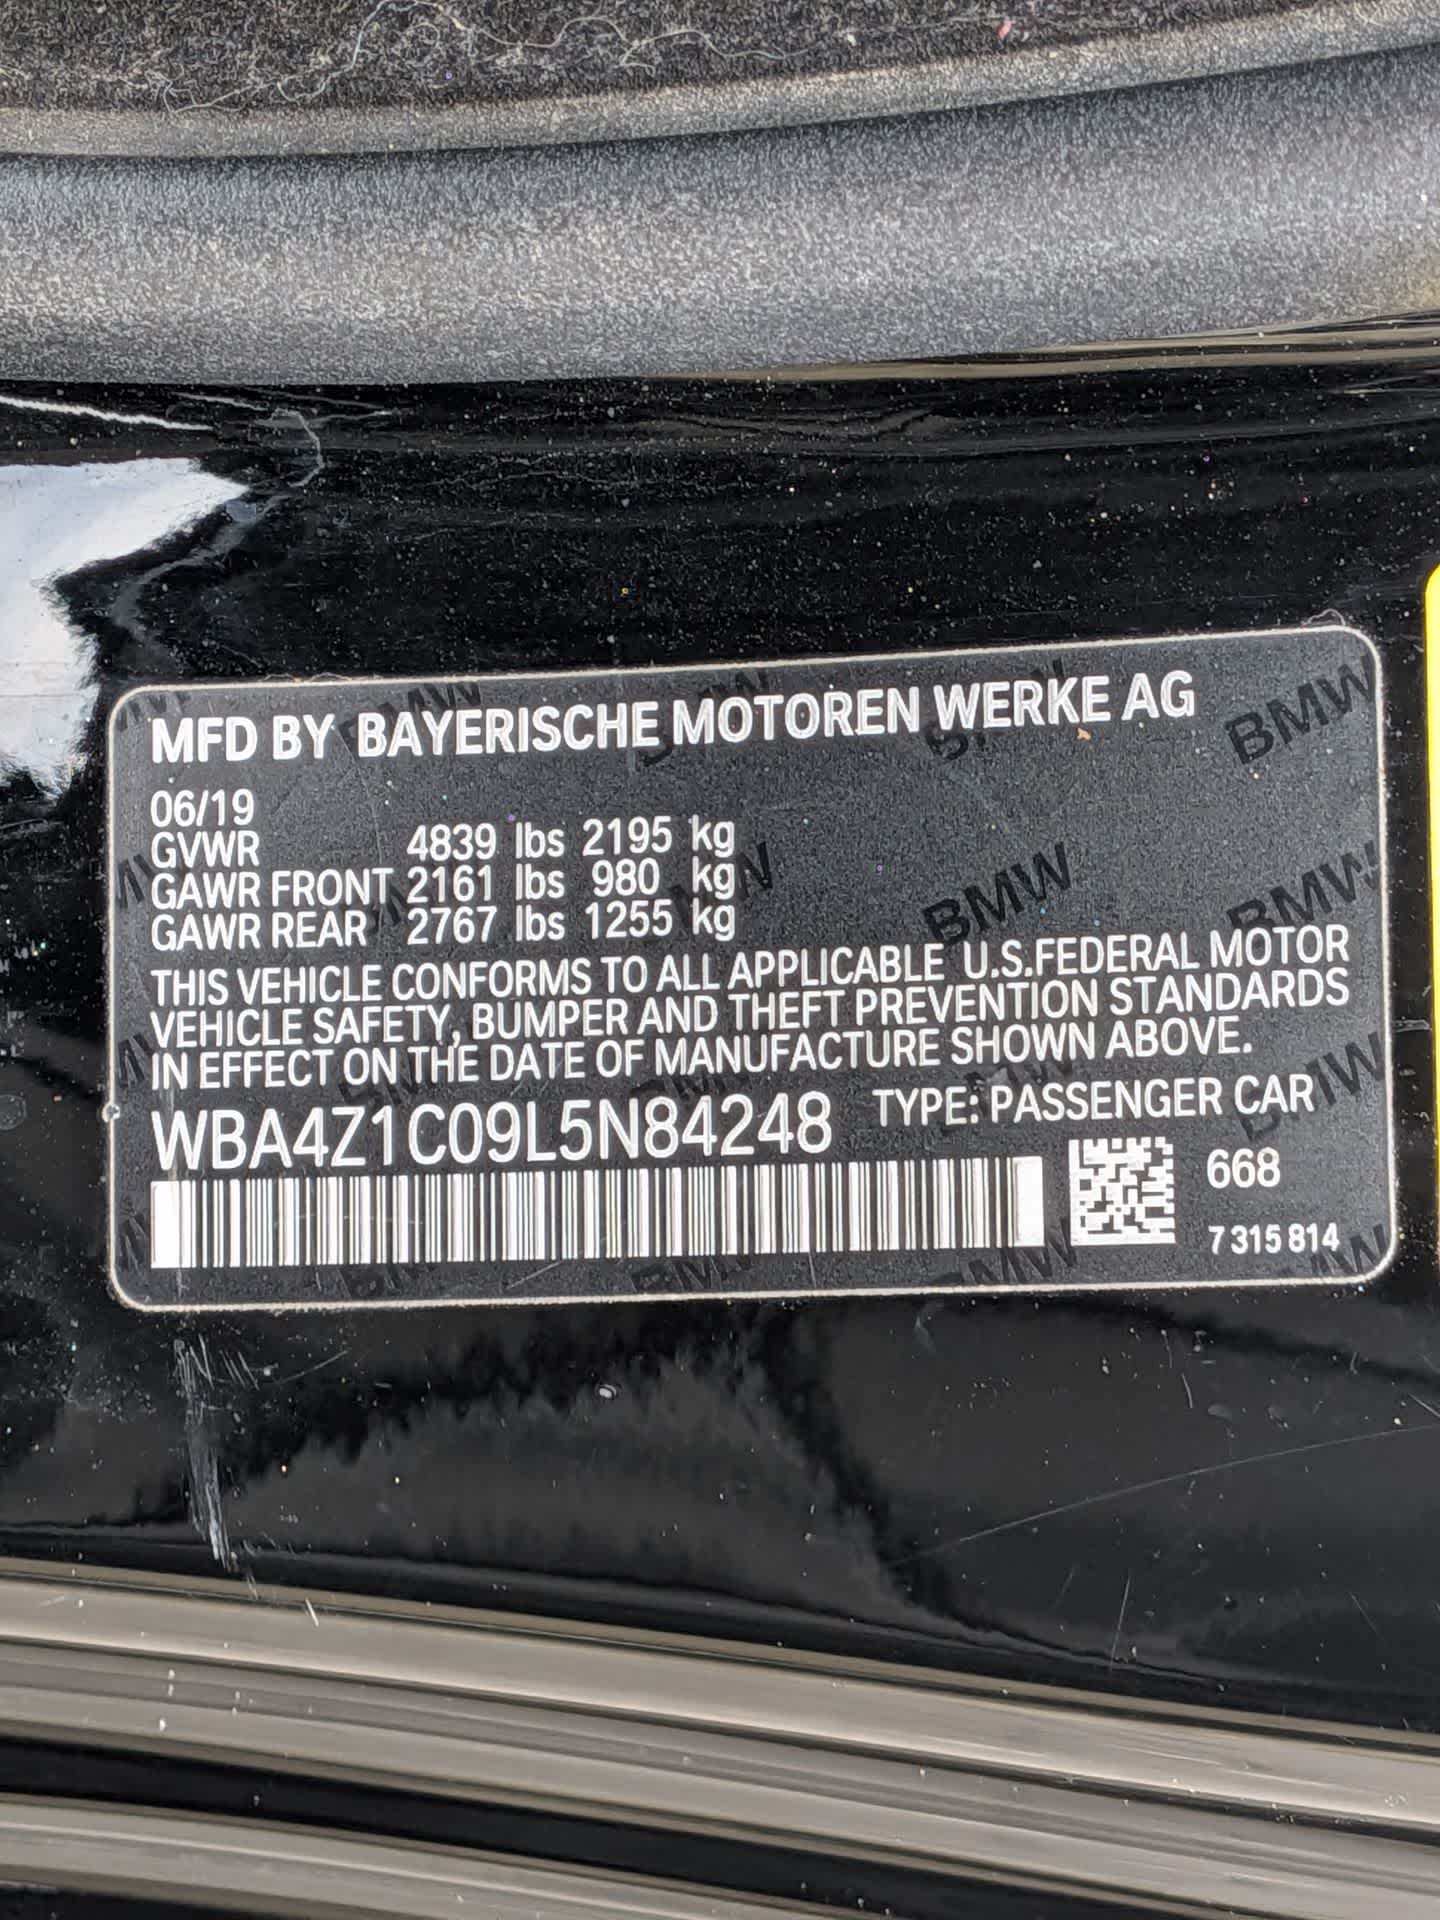 MFD BY BAYERISCHE MOTOREN WERKE AG
06/19
GVWR 4839 lbs 2195 kg
GAWR FRONT 2161 lbs 980 kg
GAWR REAR 2767 lbs 1255 kg
THIS VEHICLE CONFORMS TO ALL APPLICABLE U.S.FEDERAL MOTOR
VEHICLE SAFETY, BUMPER AND THEFT PREVENTION STANDARDS
IN EFFECT ON THE DATE OF MANUFACTURE SHOWN ABOVE.
WBA4Z1C09L5N84248 TYPE: PASSENGER CAR
668
7 315 814